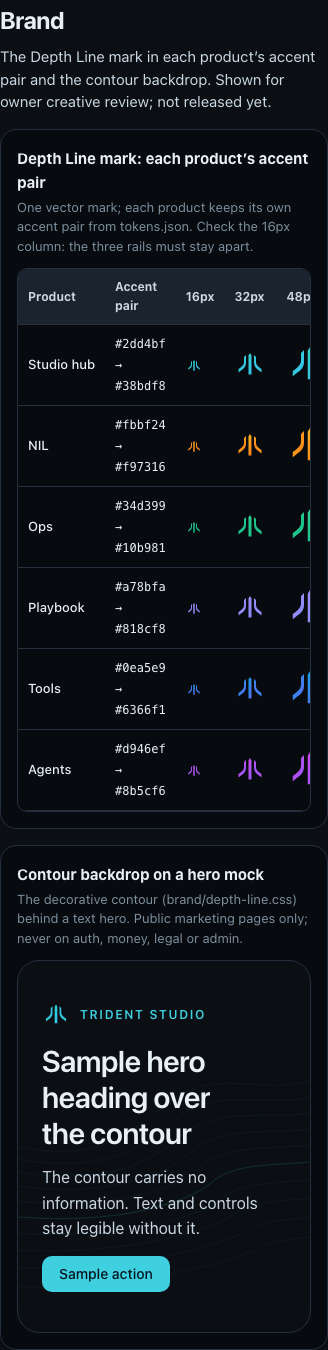 Brand
The Depth Line mark in each product’s accent
pair and the contour backdrop. Shown for
owner creative review; not released yet.
Depth Line mark: each product’s accent
pair
One vector mark; each product keeps its own
accent pair from tokens.json. Check the 16px
column: the three rails must stay apart.
Product Accent pair 16px 32px 48p
Studio hub #2dd4bf → #38bdf8
NIL #fbbf24 → #f97316
Ops #34d399 → #10b981
Playbook #a78bfa → #818cf8
Tools #0ea5e9 → #6366f1
Agents #d946ef → #8b5cf6
Contour backdrop on a hero mock
The decorative contour (brand/depth-line.css)
behind a text hero. Public marketing pages only;
never on auth, money, legal or admin.
TRIDENT STUDIO
Sample hero
heading over
the contour
The contour carries no
information. Text and controls
stay legible without it.
Sample action